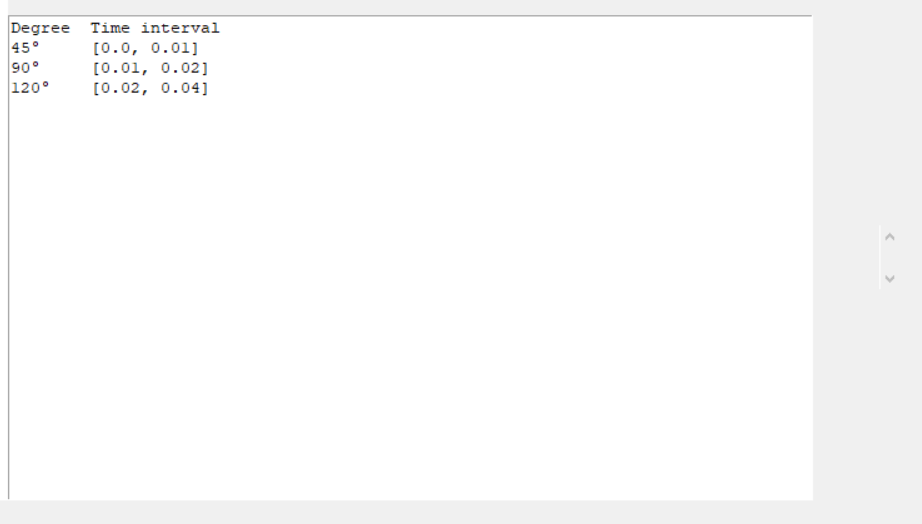 Degree  Time interval
45°     [0.0, 0.01]
90°     [0.01, 0.02]
120°    [0.02, 0.04]